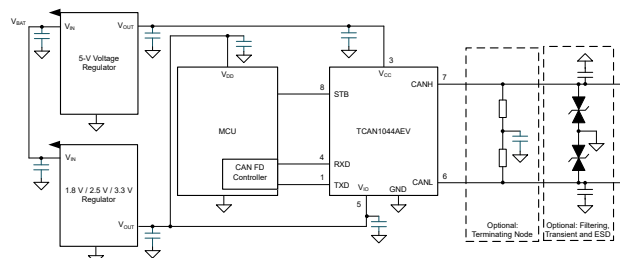 VBAT
VIN
VOUT
5-V Voltage
Regulator
VIN
1.8 V / 2.5 V / 3.3 V
Regulator
VOUT
VDD
MCU
CAN FD
Controller
8
STB
4
RXD
1
TXD
3
VCC
TCAN1044AEV
CANH
7
CANL
6
VIO
5
GND
Optional:
Terminating Node
Optional: Filtering,
Transient and ESD